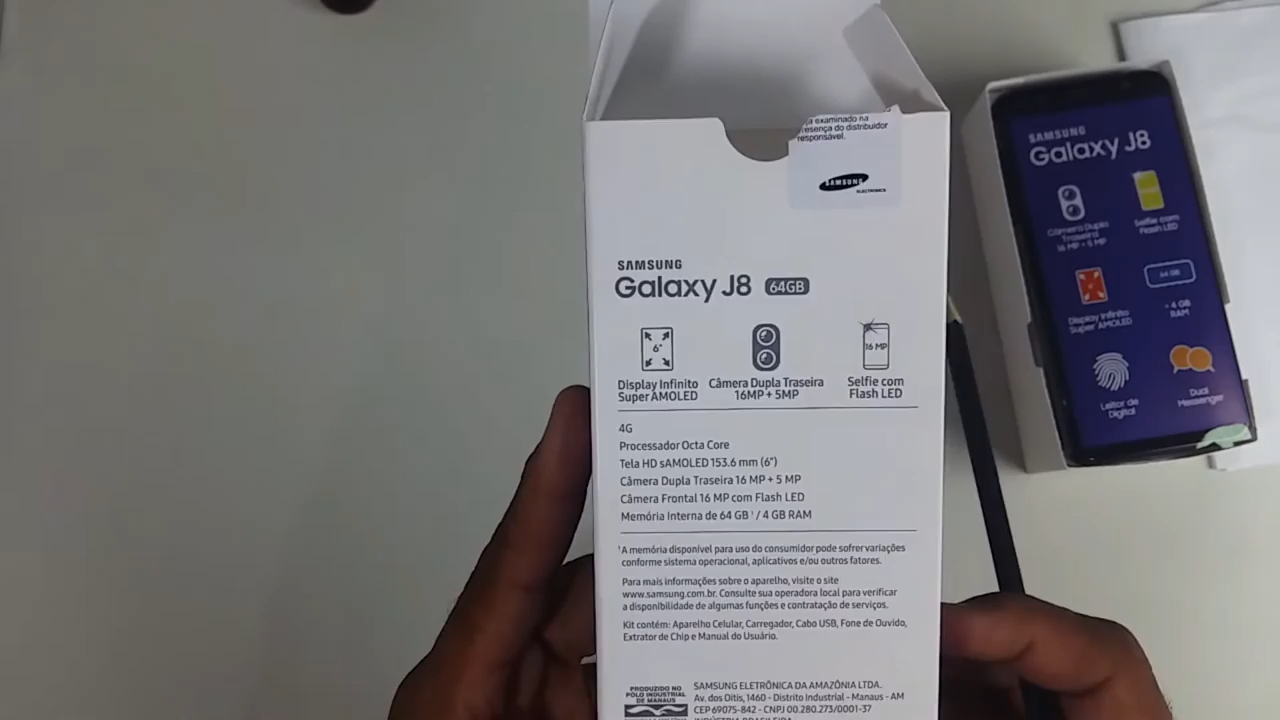 ja examinado na
presença do distribuidor
responsável.
SAMSUNG
ELECTRONICS
SAMSUNG
Galaxy J8 64GB
6"
16 MP
Display Infinito
Super AMOLED
Câmera Dupla Traseira
16MP + 5MP
Selfie com
Flash LED
4G
Processador Octa Core
Tela HD sAMOLED 153.6 mm (6")
Câmera Dupla Traseira 16 MP + 5 MP
Câmera Frontal 16 MP com Flash LED
Memória Interna de 64 GB ¹ / 4 GB RAM
¹A memória disponível para uso do consumidor pode sofrer variações
conforme sistema operacional, aplicativos e/ou outros fatores.
Para mais informações sobre o aparelho, visite o site
www.samsung.com.br. Consulte sua operadora local para verificar
a disponibilidade de algumas funções e contratação de serviços.
Kit contém: Aparelho Celular, Carregador, Cabo USB, Fone de Ouvido,
Extrator de Chip e Manual do Usuário.
PRODUZIDO NO
PÓLO INDUSTRIAL
DE MANAUS
SAMSUNG ELETRÔNICA DA AMAZÔNIA LTDA.
Av. dos Oitis, 1460 - Distrito Industrial - Manaus - AM
CEP 69075-842 - CNPJ 00.280.273/0001-37
INDÚSTRIA BRASILEIRA
SAMSUNG
Galaxy J8
Câmera Dupla
Traseira
16 MP + 5 MP
Selfie com
Flash LED
Display Infinito
Super AMOLED
64 GB
+ 4 GB
RAM
Leitor de
Digital
Dual
Messenger